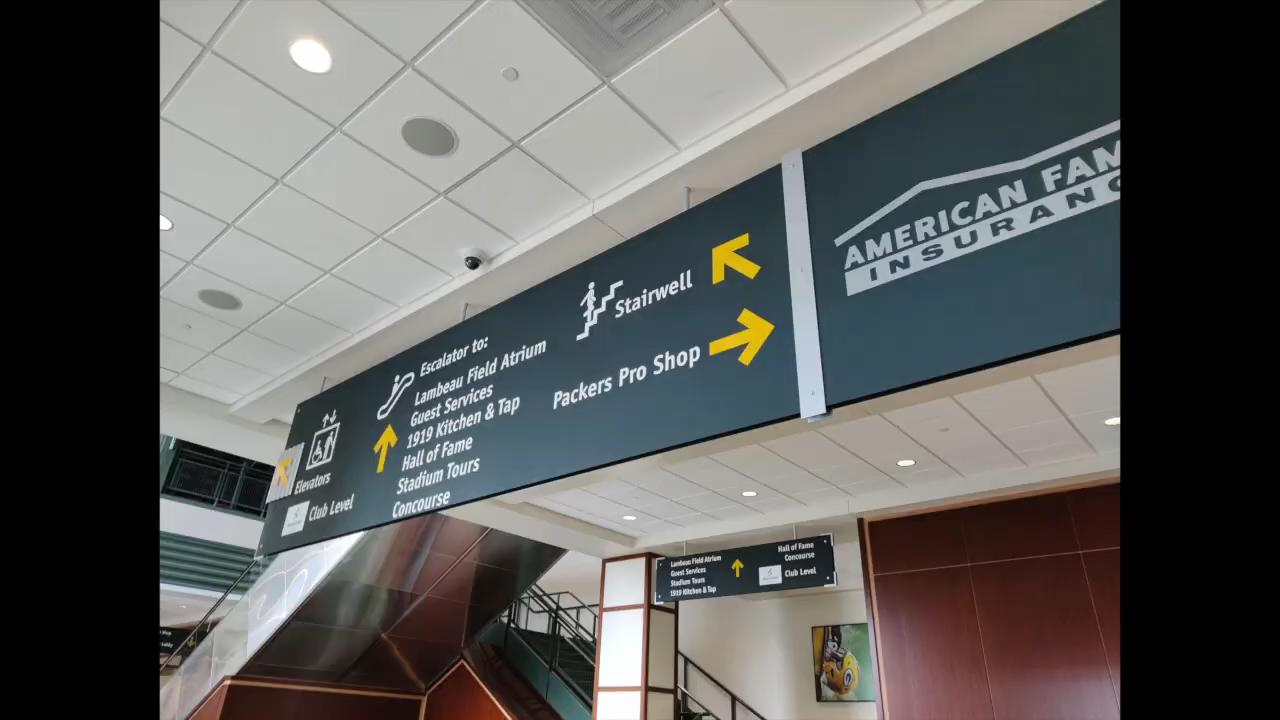 Elevators
Club Level
Escalator to:
Lambeau Field Atrium
Guest Services
1919 Kitchen & Tap
Hall of Fame
Stadium Tours
Concourse
Stairwell
Packers Pro Shop
AMERICAN FAM
INSURANC
Lambeau Field Atrium
Guest Services
Stadium Tours
1919 Kitchen & Tap
Hall of Fame
Concourse
Club Level
G